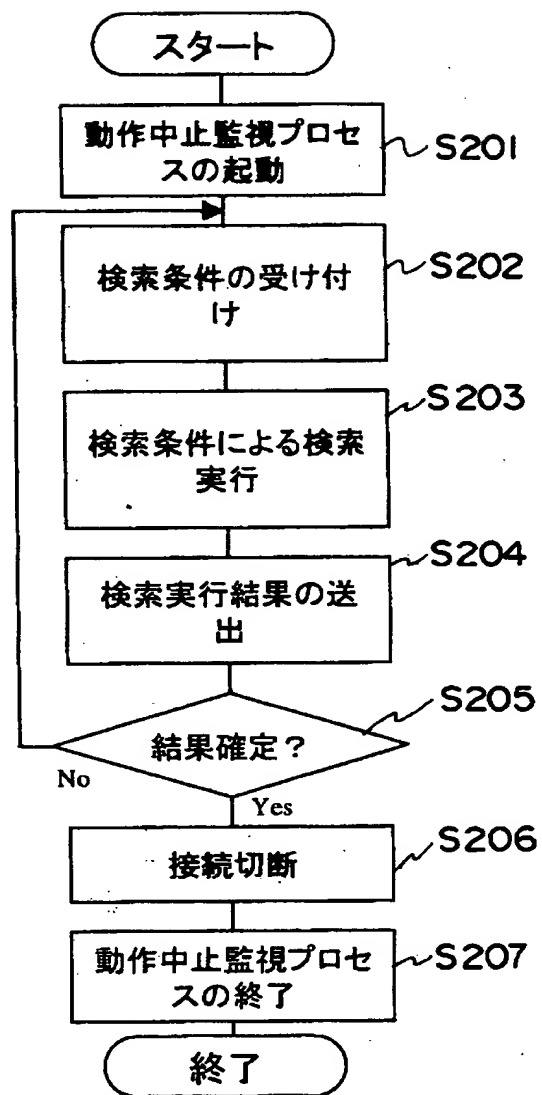 スタート
動作中止監視プロセ
スの起動
S201
検索条件の受け付
け
S202
検索条件による検索
実行
S203
検索実行結果の送
出
S204
結果確定？
S205
No
Yes
接続切断
S206
動作中止監視プロセ
スの終了
S207
終了